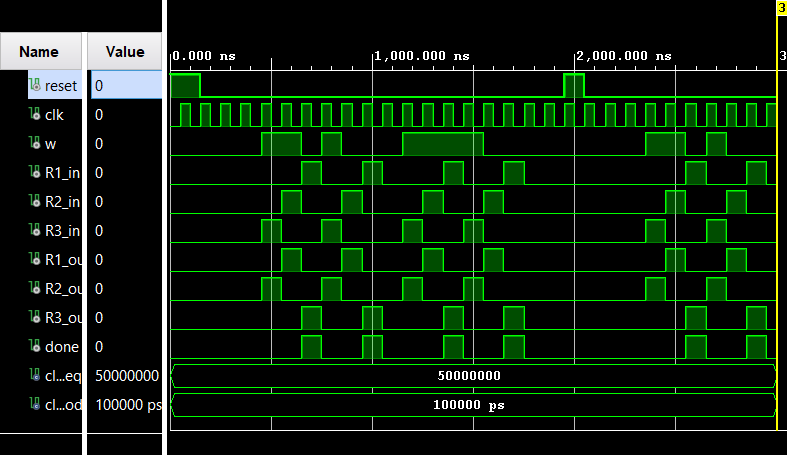 3
Name Value
0.000 ns 1,000.000 ns 2,000.000 ns 3
reset 0
clk 0
w 0
R1_in 0
R2_in 0
R3_in 0
R1_ou 0
R2_ou 0
R3_ou 0
done 0
cl...eq 50000000 50000000
cl...od 100000 ps 100000 ps